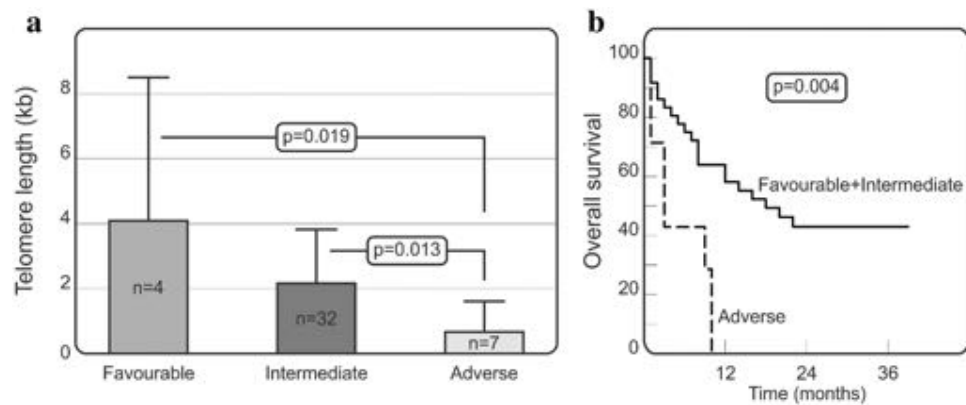 a
Telomere length (kb)
8
6
4
2
0
p=0.019
p=0.013
n=4
n=32
n=7
Favourable
Intermediate
Adverse
b
Overall survival
100
80
60
40
20
0
p=0.004
Favourable+Intermediate
Adverse
12
24
36
Time (months)